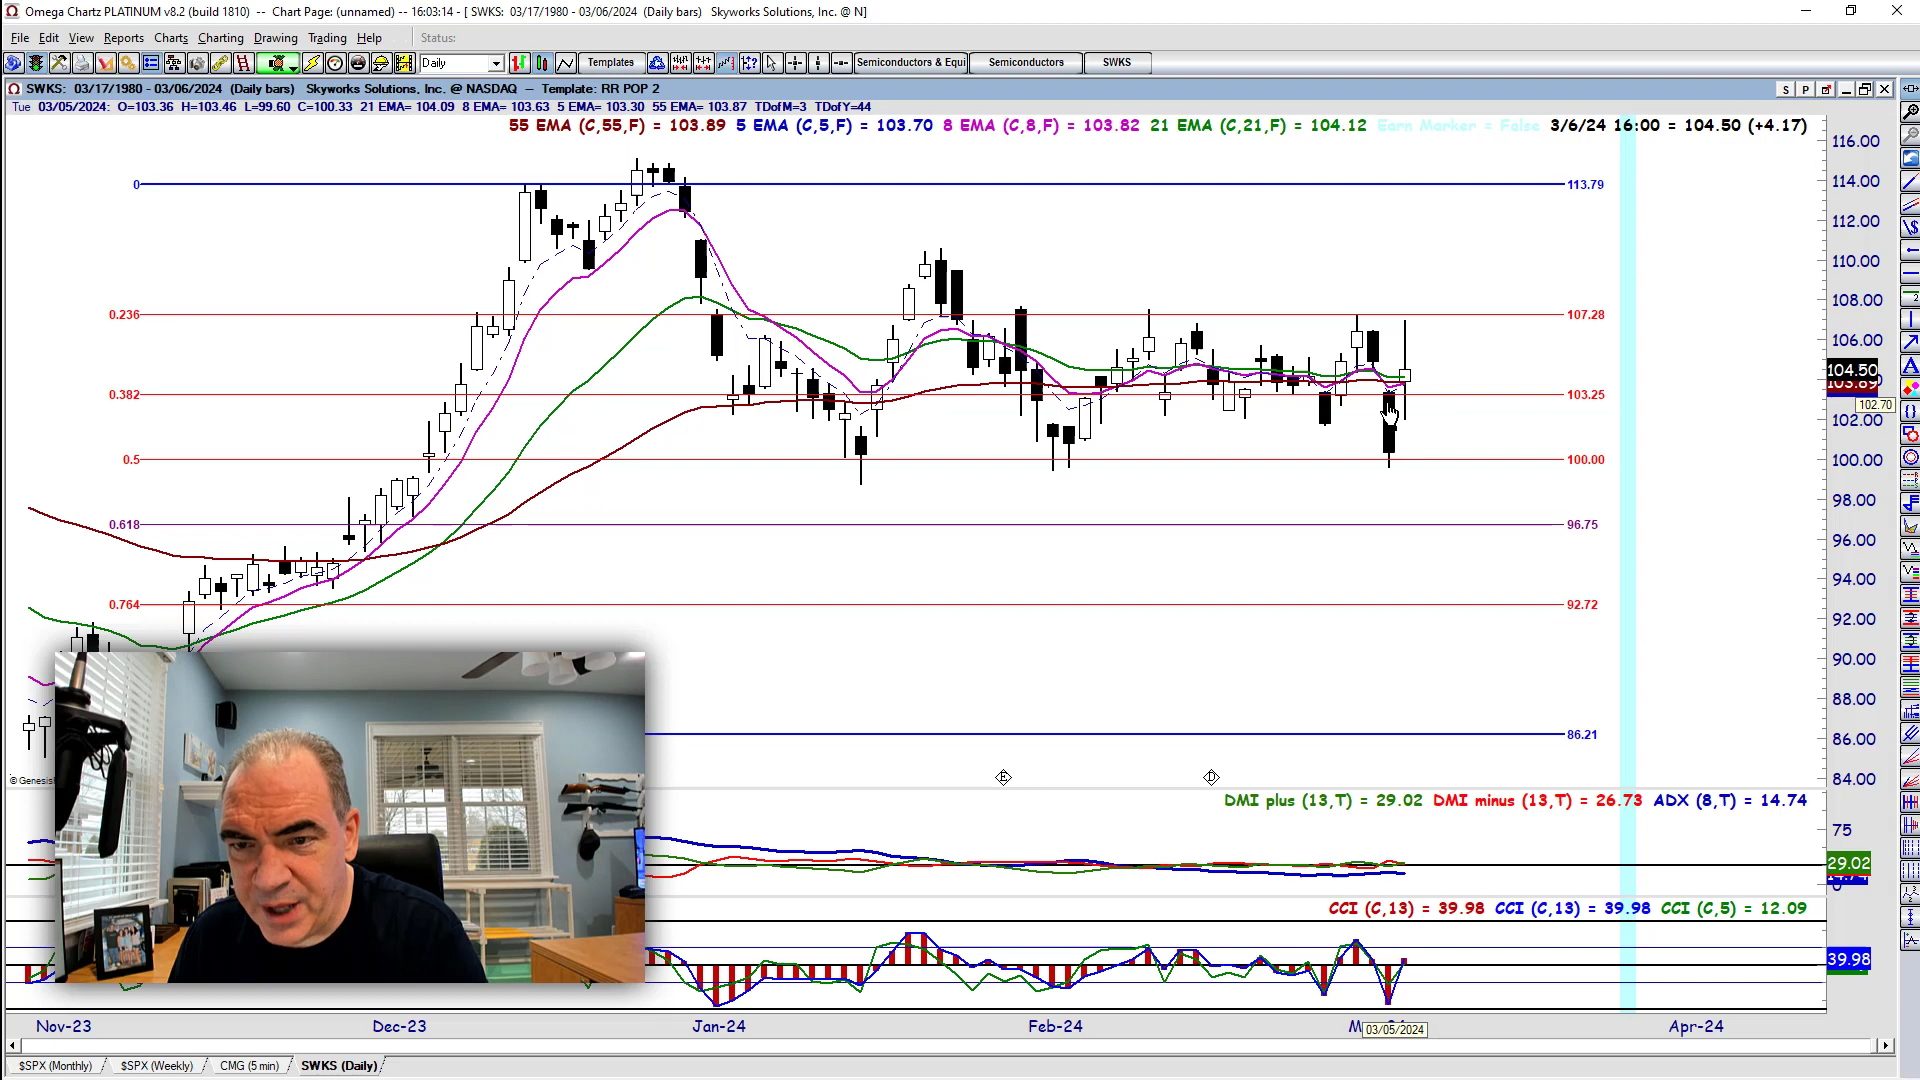 Omega Chartz PLATINUM v8.2 (build 1810) -- Chart Page: (unnamed) -- 16:03:14 - [ SWKS: 03/17/1980 - 03/06/2024 (Daily bars) Skyworks Solutions, Inc. @ N]
File Edit View Reports Charts Charting Drawing Trading Help Status:
Daily Templates Semiconductors & Equi Semiconductors SWKS
SWKS: 03/17/1980 - 03/06/2024 (Daily bars) Skyworks Solutions, Inc. @ NASDAQ -- Template: RR POP 2 S P
Tue 03/05/2024: O=103.36 H=103.46 L=99.60 C=100.33 21 EMA= 104.09 8 EMA= 103.63 5 EMA= 103.30 55 EMA= 103.87 TDofM=3 TDofY=44
55 EMA (C,55,F) = 103.89 5 EMA (C,5,F) = 103.70 8 EMA (C,8,F) = 103.82 21 EMA (C,21,F) = 104.12 Earn Marker = False 3/6/24 16:00 = 104.50 (+4.17)
116.00
114.00
0 113.79
112.00
110.00
108.00
0.236 107.28
106.00
104.50
103.89
0.382 103.25
102.70
102.00
0.5 100.00 100.00
98.00
0.618 96.75
96.00
94.00
0.764 92.72
92.00
90.00
88.00
86.21 86.00
E D
© Genesis
84.00
DMI plus (13,T) = 29.02 DMI minus (13,T) = 26.73 ADX (8,T) = 14.74
75
29.02
0
CCI (C,13) = 39.98 CCI (C,13) = 39.98 CCI (C,5) = 12.09
39.98
Nov-23 Dec-23 Jan-24 Feb-24 03/05/2024 Apr-24
$SPX (Monthly) $SPX (Weekly) CMG (5 min) SWKS (Daily)